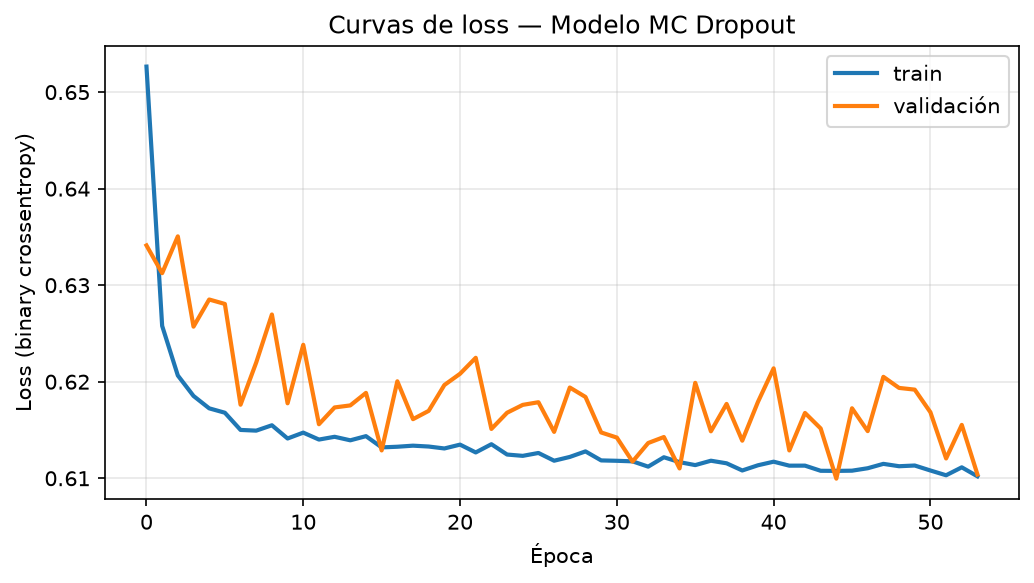 Curvas de loss — Modelo MC Dropout
train
validación
Loss (binary crossentropy)
0.65
0.64
0.63
0.62
0.61
0
10
20
30
40
50
Época